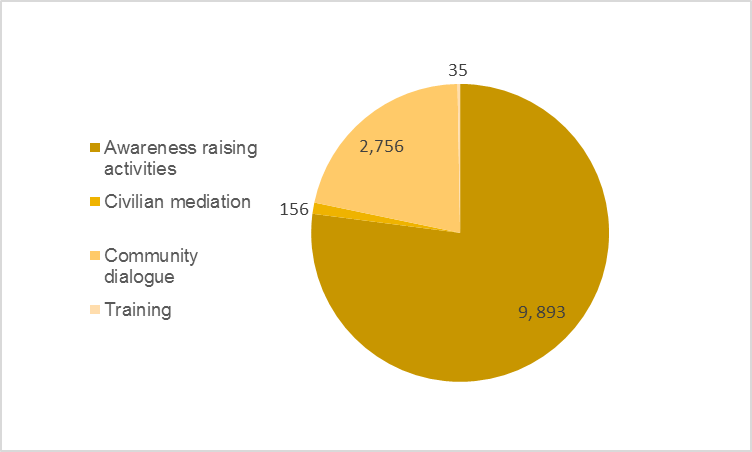 35
Awareness raising
activities
2,756
Civilian mediation
156
Community
dialogue
Training
9, 893